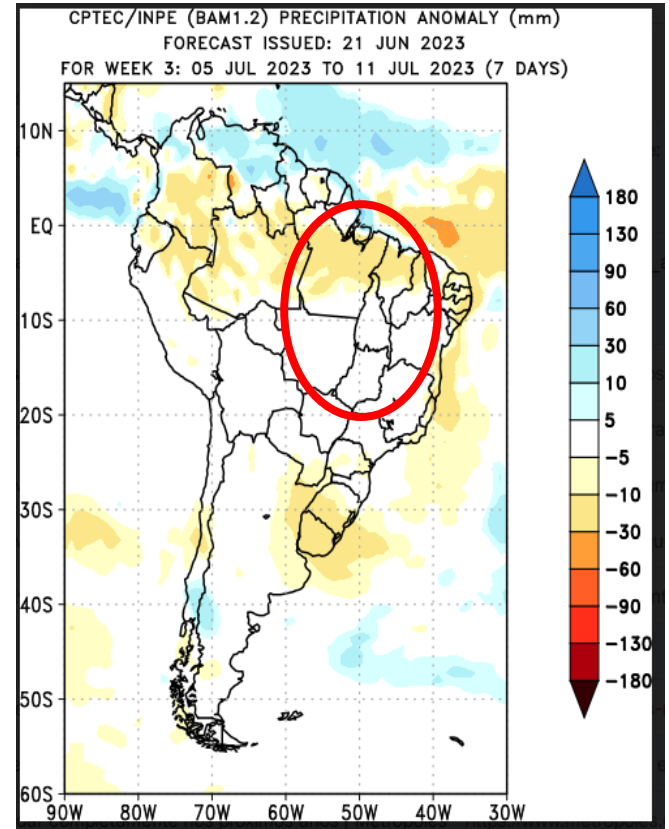 CPTEC/INPE (BAM1.2) PRECIPITATION ANOMALY (mm)
FORECAST ISSUED: 21 JUN 2023
FOR WEEK 3: 05 JUL 2023 TO 11 JUL 2023 (7 DAYS)
10N
EQ
10S
20S
30S
40S
50S
60S
90W 80W 70W 60W 50W 40W 30W
180
130
90
60
30
10
5
-5
-10
-30
-60
-90
-130
-180